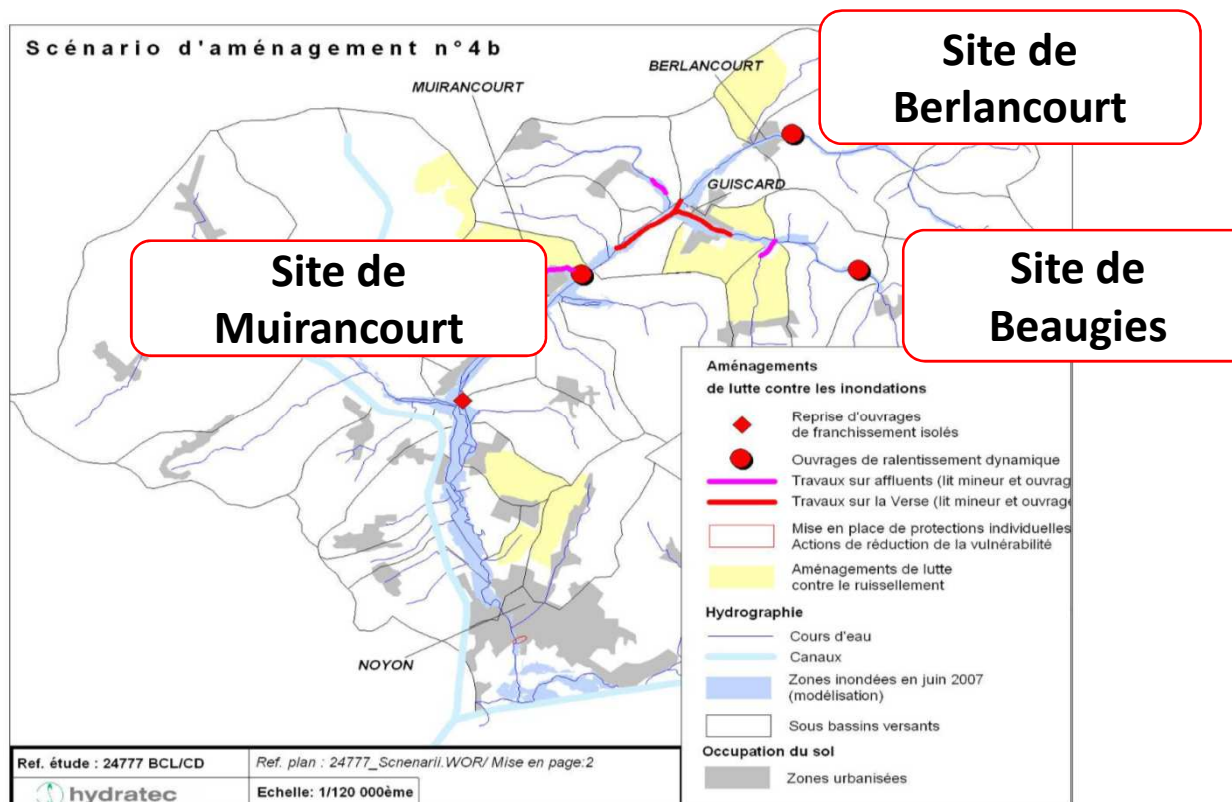 Scénario d'aménagement n°4b
Site de
Berlancourt
BERLANCOURT
MUIRANCOURT
GUISCARD
Site de
Muirancourt
Site de
Beaugies
NOYON
Aménagements
de lutte contre les inondations
Reprise d'ouvrages
de franchissement isolés
Ouvrages de ralentissement dynamique
Travaux sur affluents (lit mineur et ouvrag
Travaux sur la Verse (lit mineur et ouvrage
Mise en place de protections individuelles
Actions de réduction de la vulnérabilité
Aménagements de lutte
contre le ruissellement
Hydrographie
Cours d'eau
Canaux
Zones inondées en juin 2007
(modélisation)
Sous bassins versants
Occupation du sol
Zones urbanisées
Ref. étude : 24777 BCL/CD
Ref. plan : 24777_Scnenarii.WOR/ Mise en page:2
hydratec
Echelle: 1/120 000ème